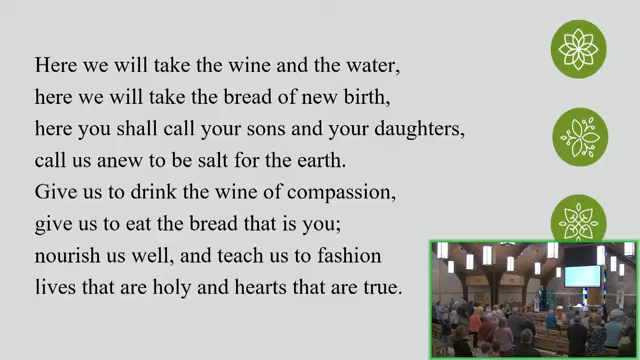 Here we will take the wine and the water,
here we will take the bread of new birth,
here you shall call your sons and your daughters,
call us anew to be salt for the earth.
Give us to drink the wine of compassion,
give us to eat the bread that is you;
nourish us well, and teach us to fashion
lives that are holy and hearts that are true.